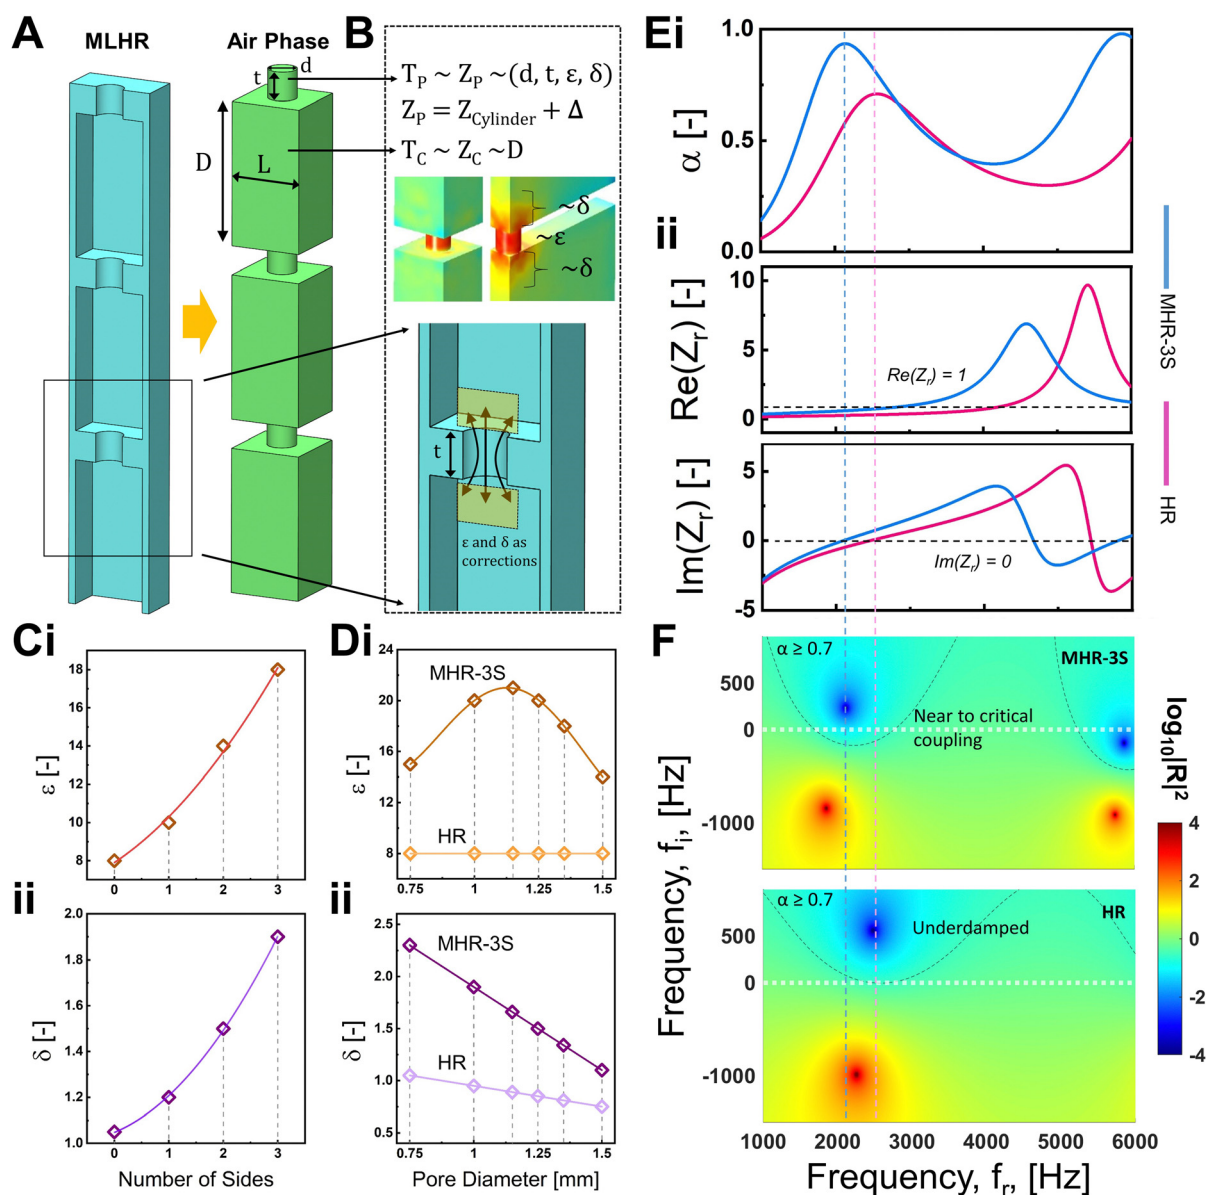 A
MLHR
Air Phase
t
d
D
L
B
T_P ~ Z_P ~(d, t, ε, δ)
Z_P = Z_Cylinder + Δ
T_C ~ Z_C ~D
~δ
~ε
~δ
t
ε and δ as
corrections
Ci
ε [-]
18
16
14
12
10
8
0
1
2
3
ii
δ [-]
2.0
1.8
1.6
1.4
1.2
1.0
0
1
2
3
Number of Sides
Di
ε [-]
24
20
16
12
8
MHR-3S
HR
0.75
1
1.25
1.5
ii
δ [-]
2.5
2.0
1.5
1.0
0.5
MHR-3S
HR
0.75
1
1.25
1.5
Pore Diameter [mm]
Ei
α [-]
1.0
0.5
0.0
ii
Re(Z_r) [-]
10
5
0
Re(Z_r) = 1
Im(Z_r) [-]
5
0
-5
Im(Z_r) = 0
MHR-3S
HR
F
α ≥ 0.7
MHR-3S
Near to critical
coupling
500
0
-1000
α ≥ 0.7
HR
Underdamped
500
0
-1000
Frequency, f_i, [Hz]
1000
2000
3000
4000
5000
6000
Frequency, f_r, [Hz]
log₁₀|R|²
4
2
0
-2
-4